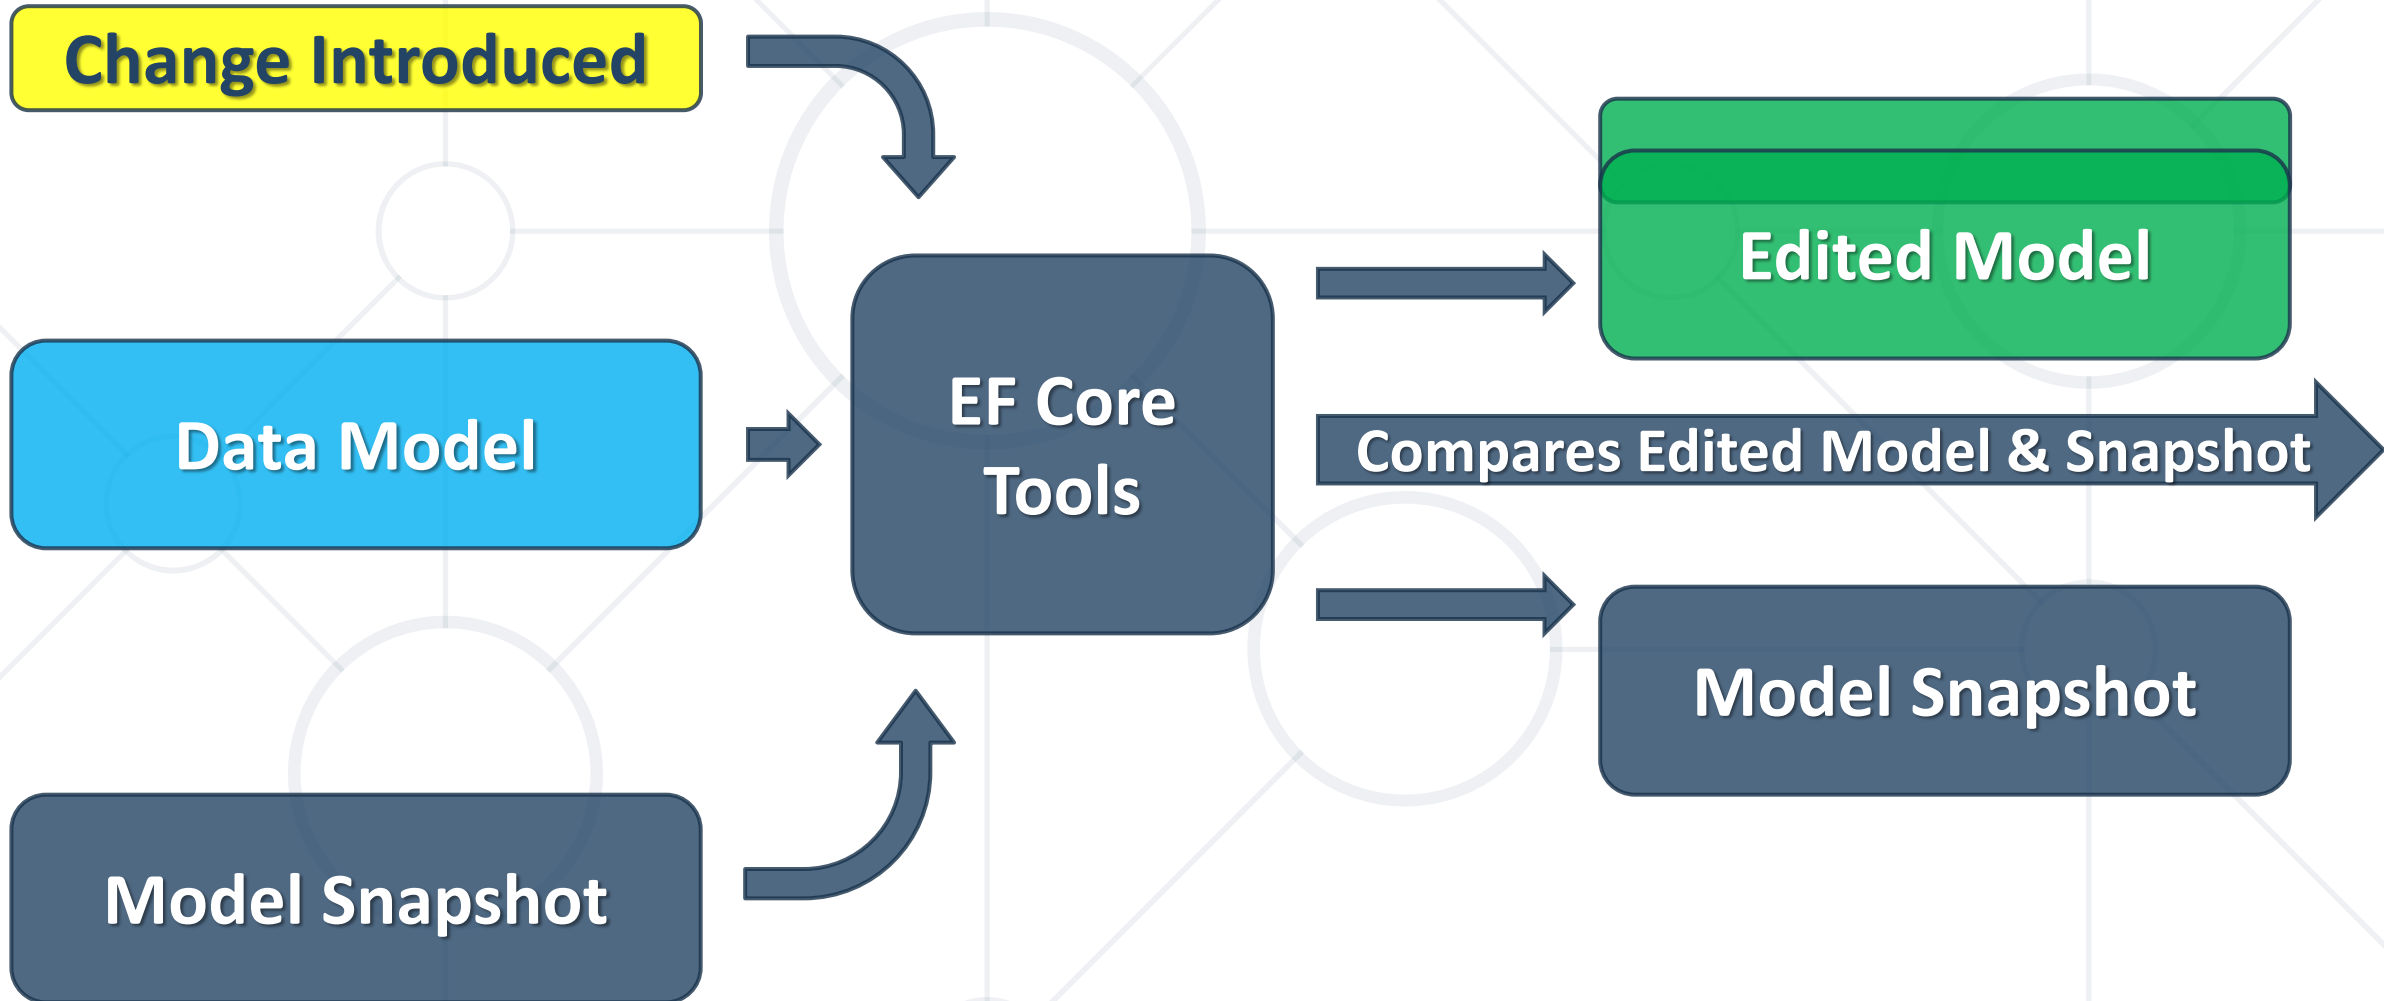 Change Introduced
Data Model
Model Snapshot
EF Core
Tools
Edited Model
Compares Edited Model & Snapshot
Model Snapshot